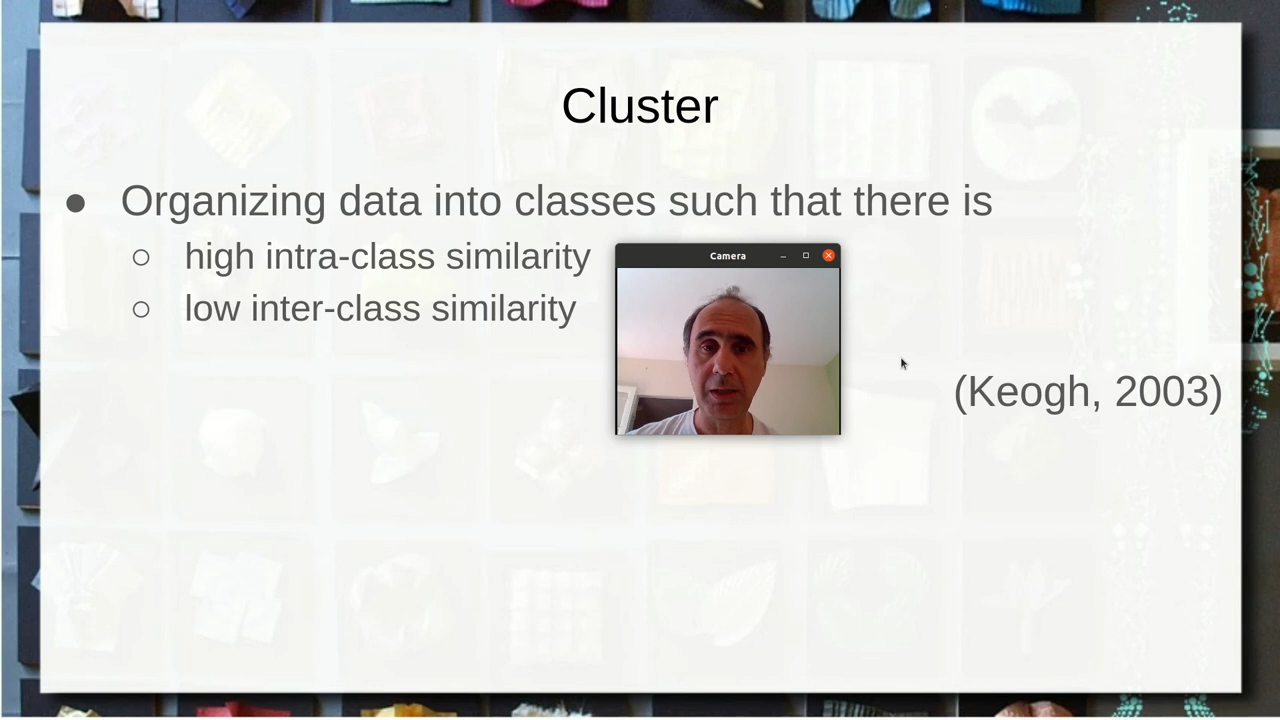 Cluster
● Organizing data into classes such that there is
○ high intra-class similarity
○ low inter-class similarity
Camera
(Keogh, 2003)